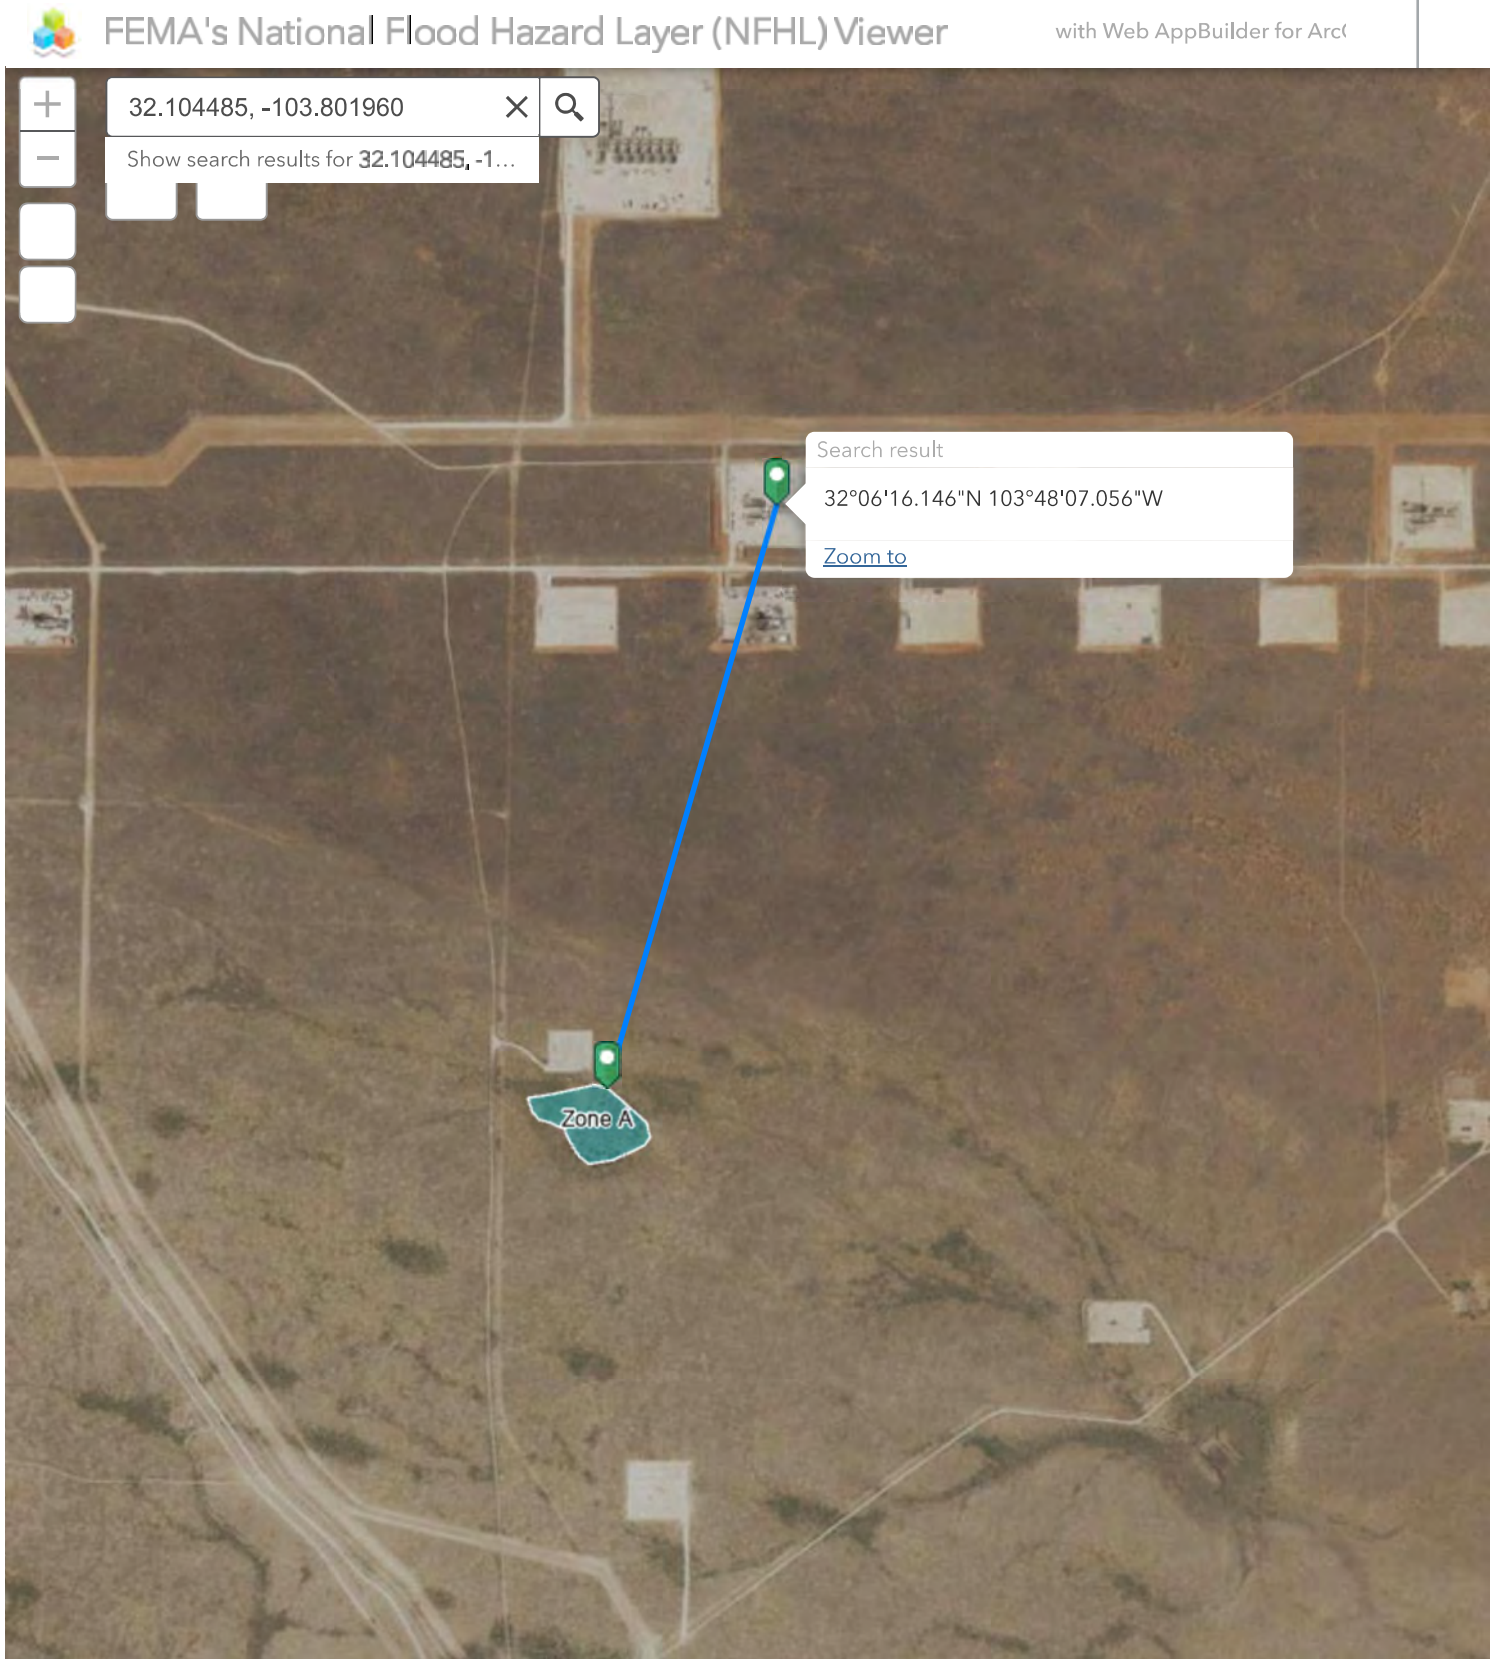 FEMA's National Flood Hazard Layer (NFHL) Viewer
with Web AppBuilder for Arc
32.104485, -103.801960
Show search results for 32.104485, -1...
Search result
32°06'16.146"N 103°48'07.056"W
Zoom to
Zone A